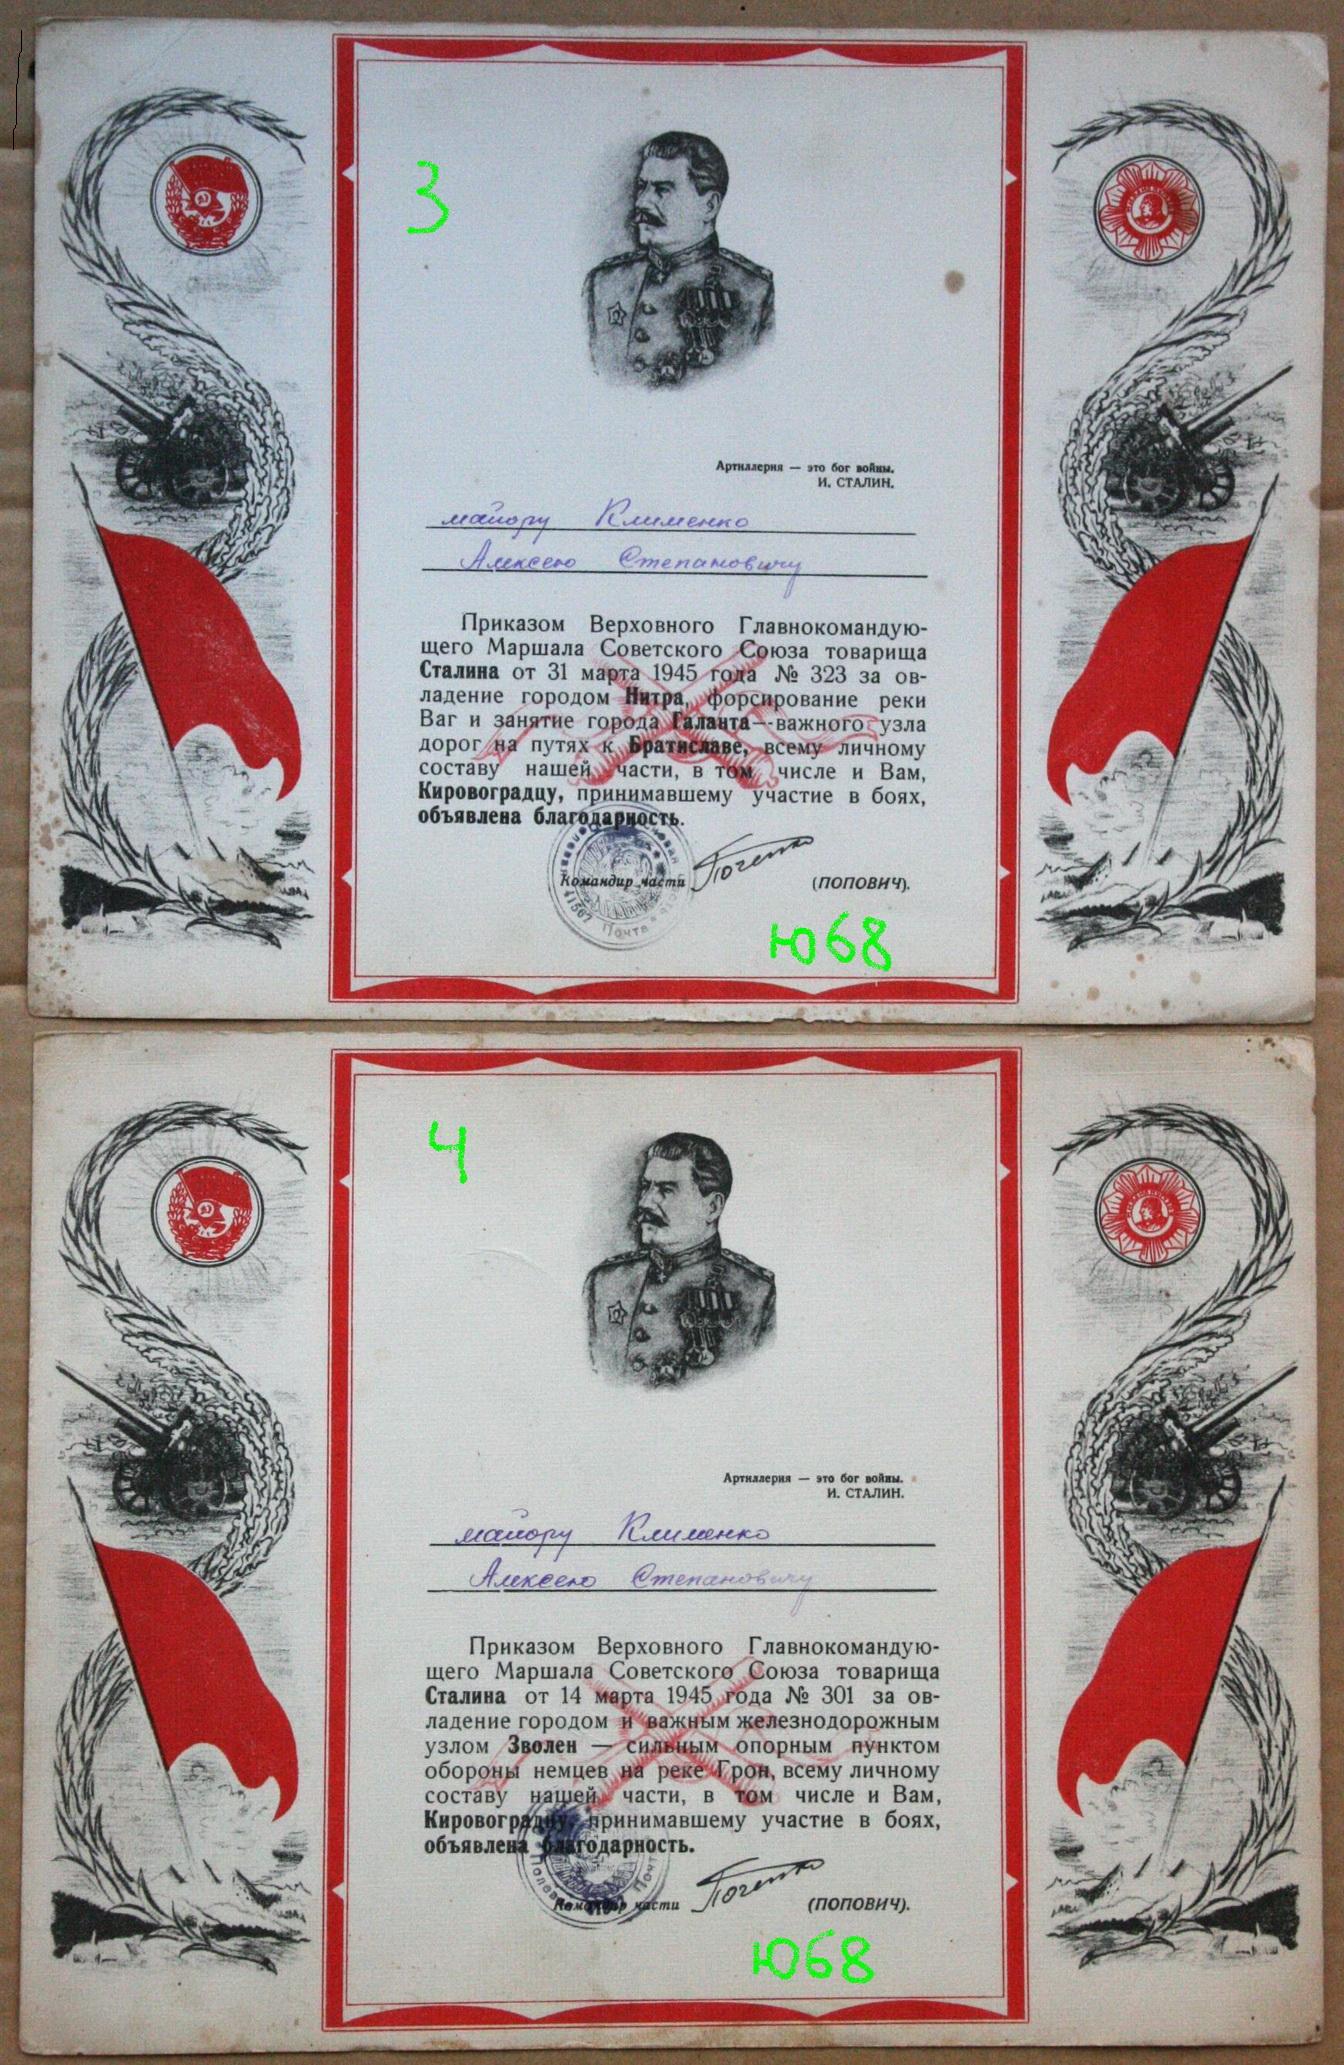 3
Артиллерия — это бог войны.
И. СТАЛИН.
майору Клименко
Алексею Степановичу
Приказом Верховного Главнокомандую-
щего Маршала Советского Союза товарища
Сталина от 31 марта 1945 года № 323 за ов-
ладение городом Нитра, форсирование реки
Ваг и занятие города Галанта—важного узла
дорог на путях к Братиславе, всему личному
составу нашей части, в том числе и Вам,
Кировоградцу, принимавшему участие в боях,
объявлена благодарность.
Командир части (ПОПОВИЧ).
41567 Почта
ю68
4
Артиллерия — это бог войны.
И. СТАЛИН.
майору Клименко
Алексею Степановичу
Приказом Верховного Главнокомандую-
щего Маршала Советского Союза товарища
Сталина от 14 марта 1945 года № 301 за ов-
ладение городом и важным железнодорожным
узлом Зволен — сильным опорным пунктом
обороны немцев на реке Грон, всему личному
составу нашей части, в том числе и Вам,
Кировоградцу, принимавшему участие в боях,
объявлена благодарность.
Командир части (ПОПОВИЧ).
ю68